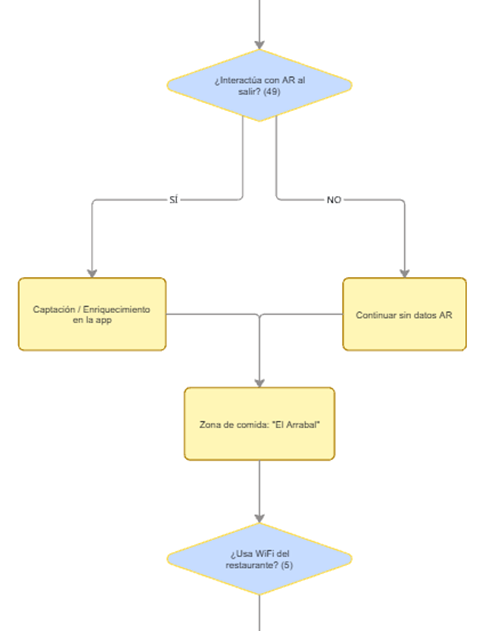 ¿Interactúa con AR al
salir? (49)
SÍ
NO
Captación / Enriquecimiento
en la app
Continuar sin datos AR
Zona de comida: "El Arrabal"
¿Usa WiFi del
restaurante? (5)